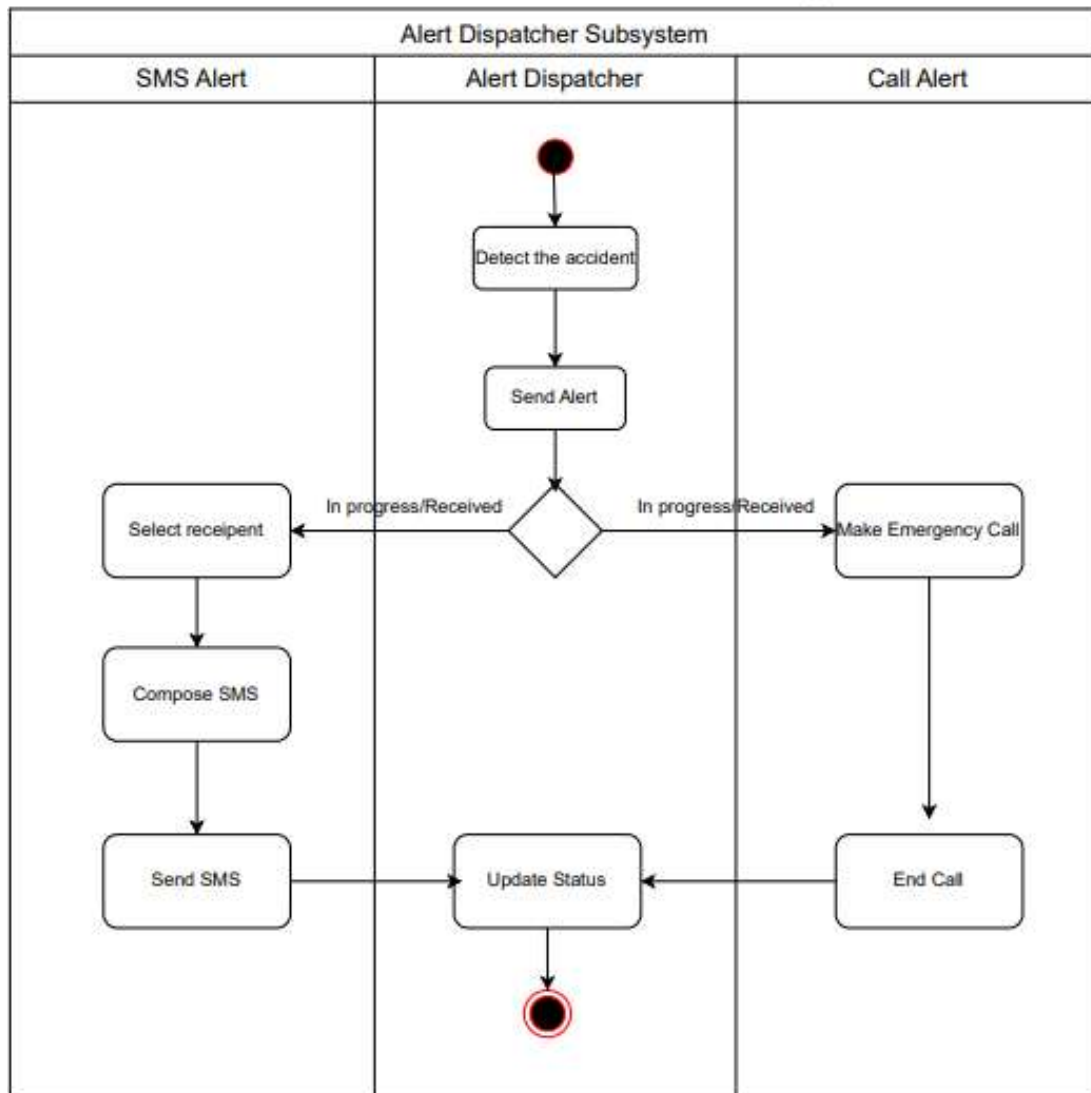 Alert Dispatcher Subsystem
SMS Alert
Alert Dispatcher
Call Alert
Detect the accident
Send Alert
In progress/Received
In progress/Received
Select receipent
Make Emergency Call
Compose SMS
Send SMS
Update Status
End Call